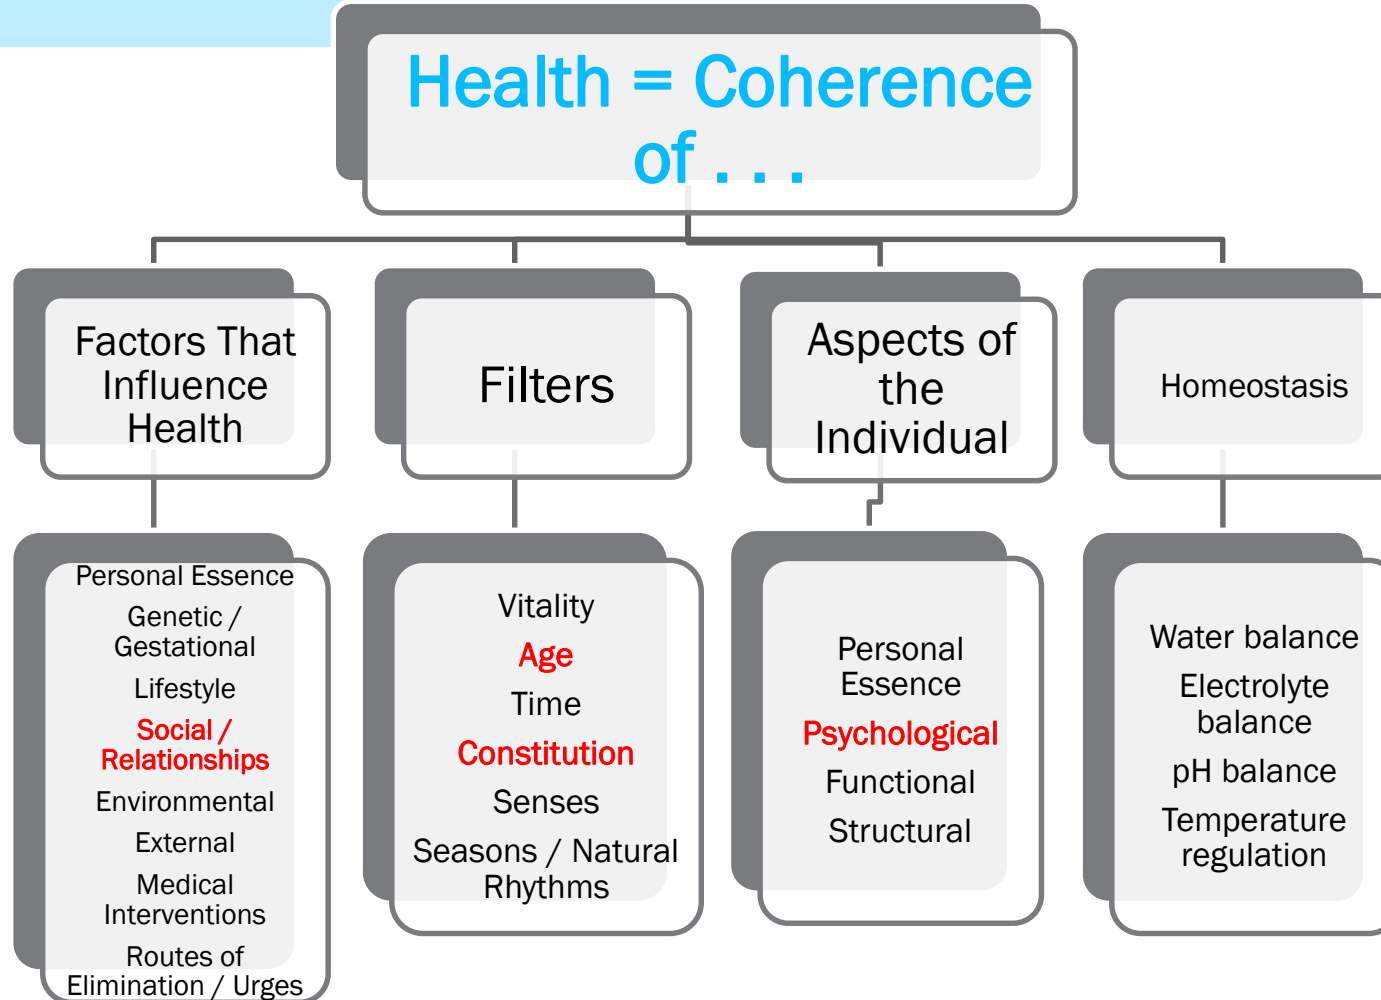 Health = Coherence
of . . .
Factors That
Influence
Health
Filters
Aspects of
the
Individual
Homeostasis
Personal Essence
Genetic /
Gestational
Lifestyle
Social /
Relationships
Environmental
External
Medical
Interventions
Routes of
Elimination / Urges
Vitality
Age
Time
Constitution
Senses
Seasons / Natural
Rhythms
Personal
Essence
Psychological
Functional
Structural
Water balance
Electrolyte
balance
pH balance
Temperature
regulation